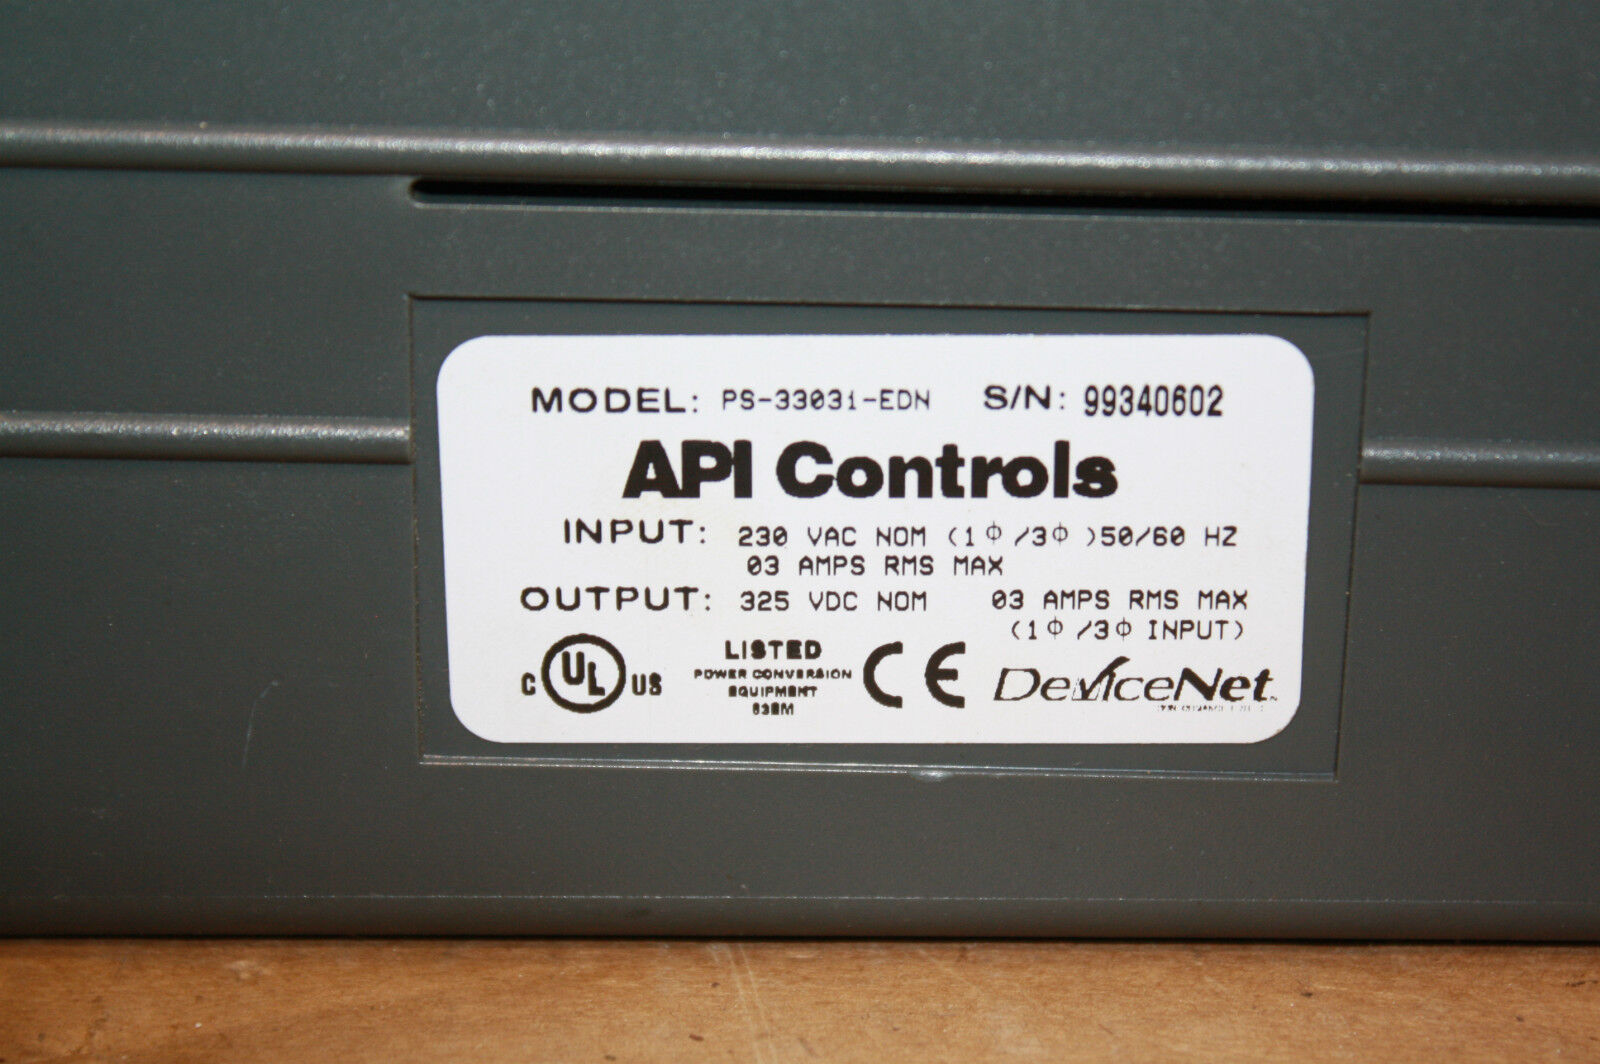 MODEL: PS-33031-EDN S/N: 99340602
API Controls
INPUT: 230 VAC NOM (1Φ/3Φ)50/60 HZ
03 AMPS RMS MAX
OUTPUT: 325 VDC NOM 03 AMPS RMS MAX
(1Φ/3Φ INPUT)
C UL US
LISTED
POWER CONVERSION
EQUIPMENT
CE
DeviceNet